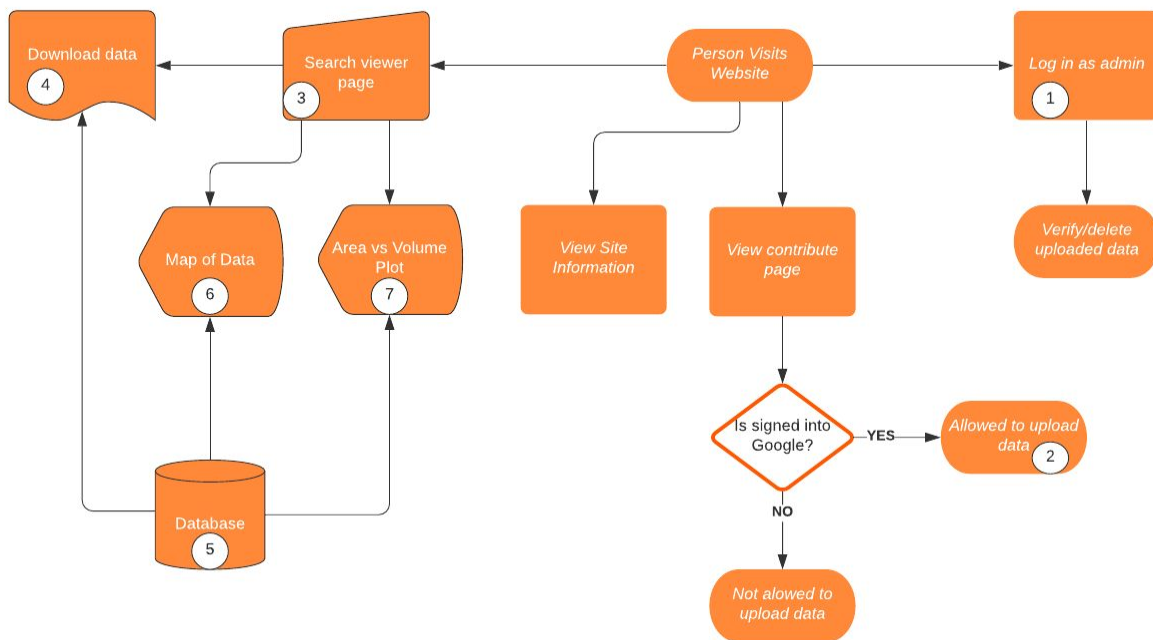 Download data
4
Search viewer
page
3
Person Visits
Website
Log in as admin
1
Map of Data
6
Area vs Volume
Plot
7
View Site
Information
View contribute
page
Verify/delete
uploaded data
Is signed into
Google?
YES
Allowed to upload
data
2
NO
Database
5
Not alowed to
upload data